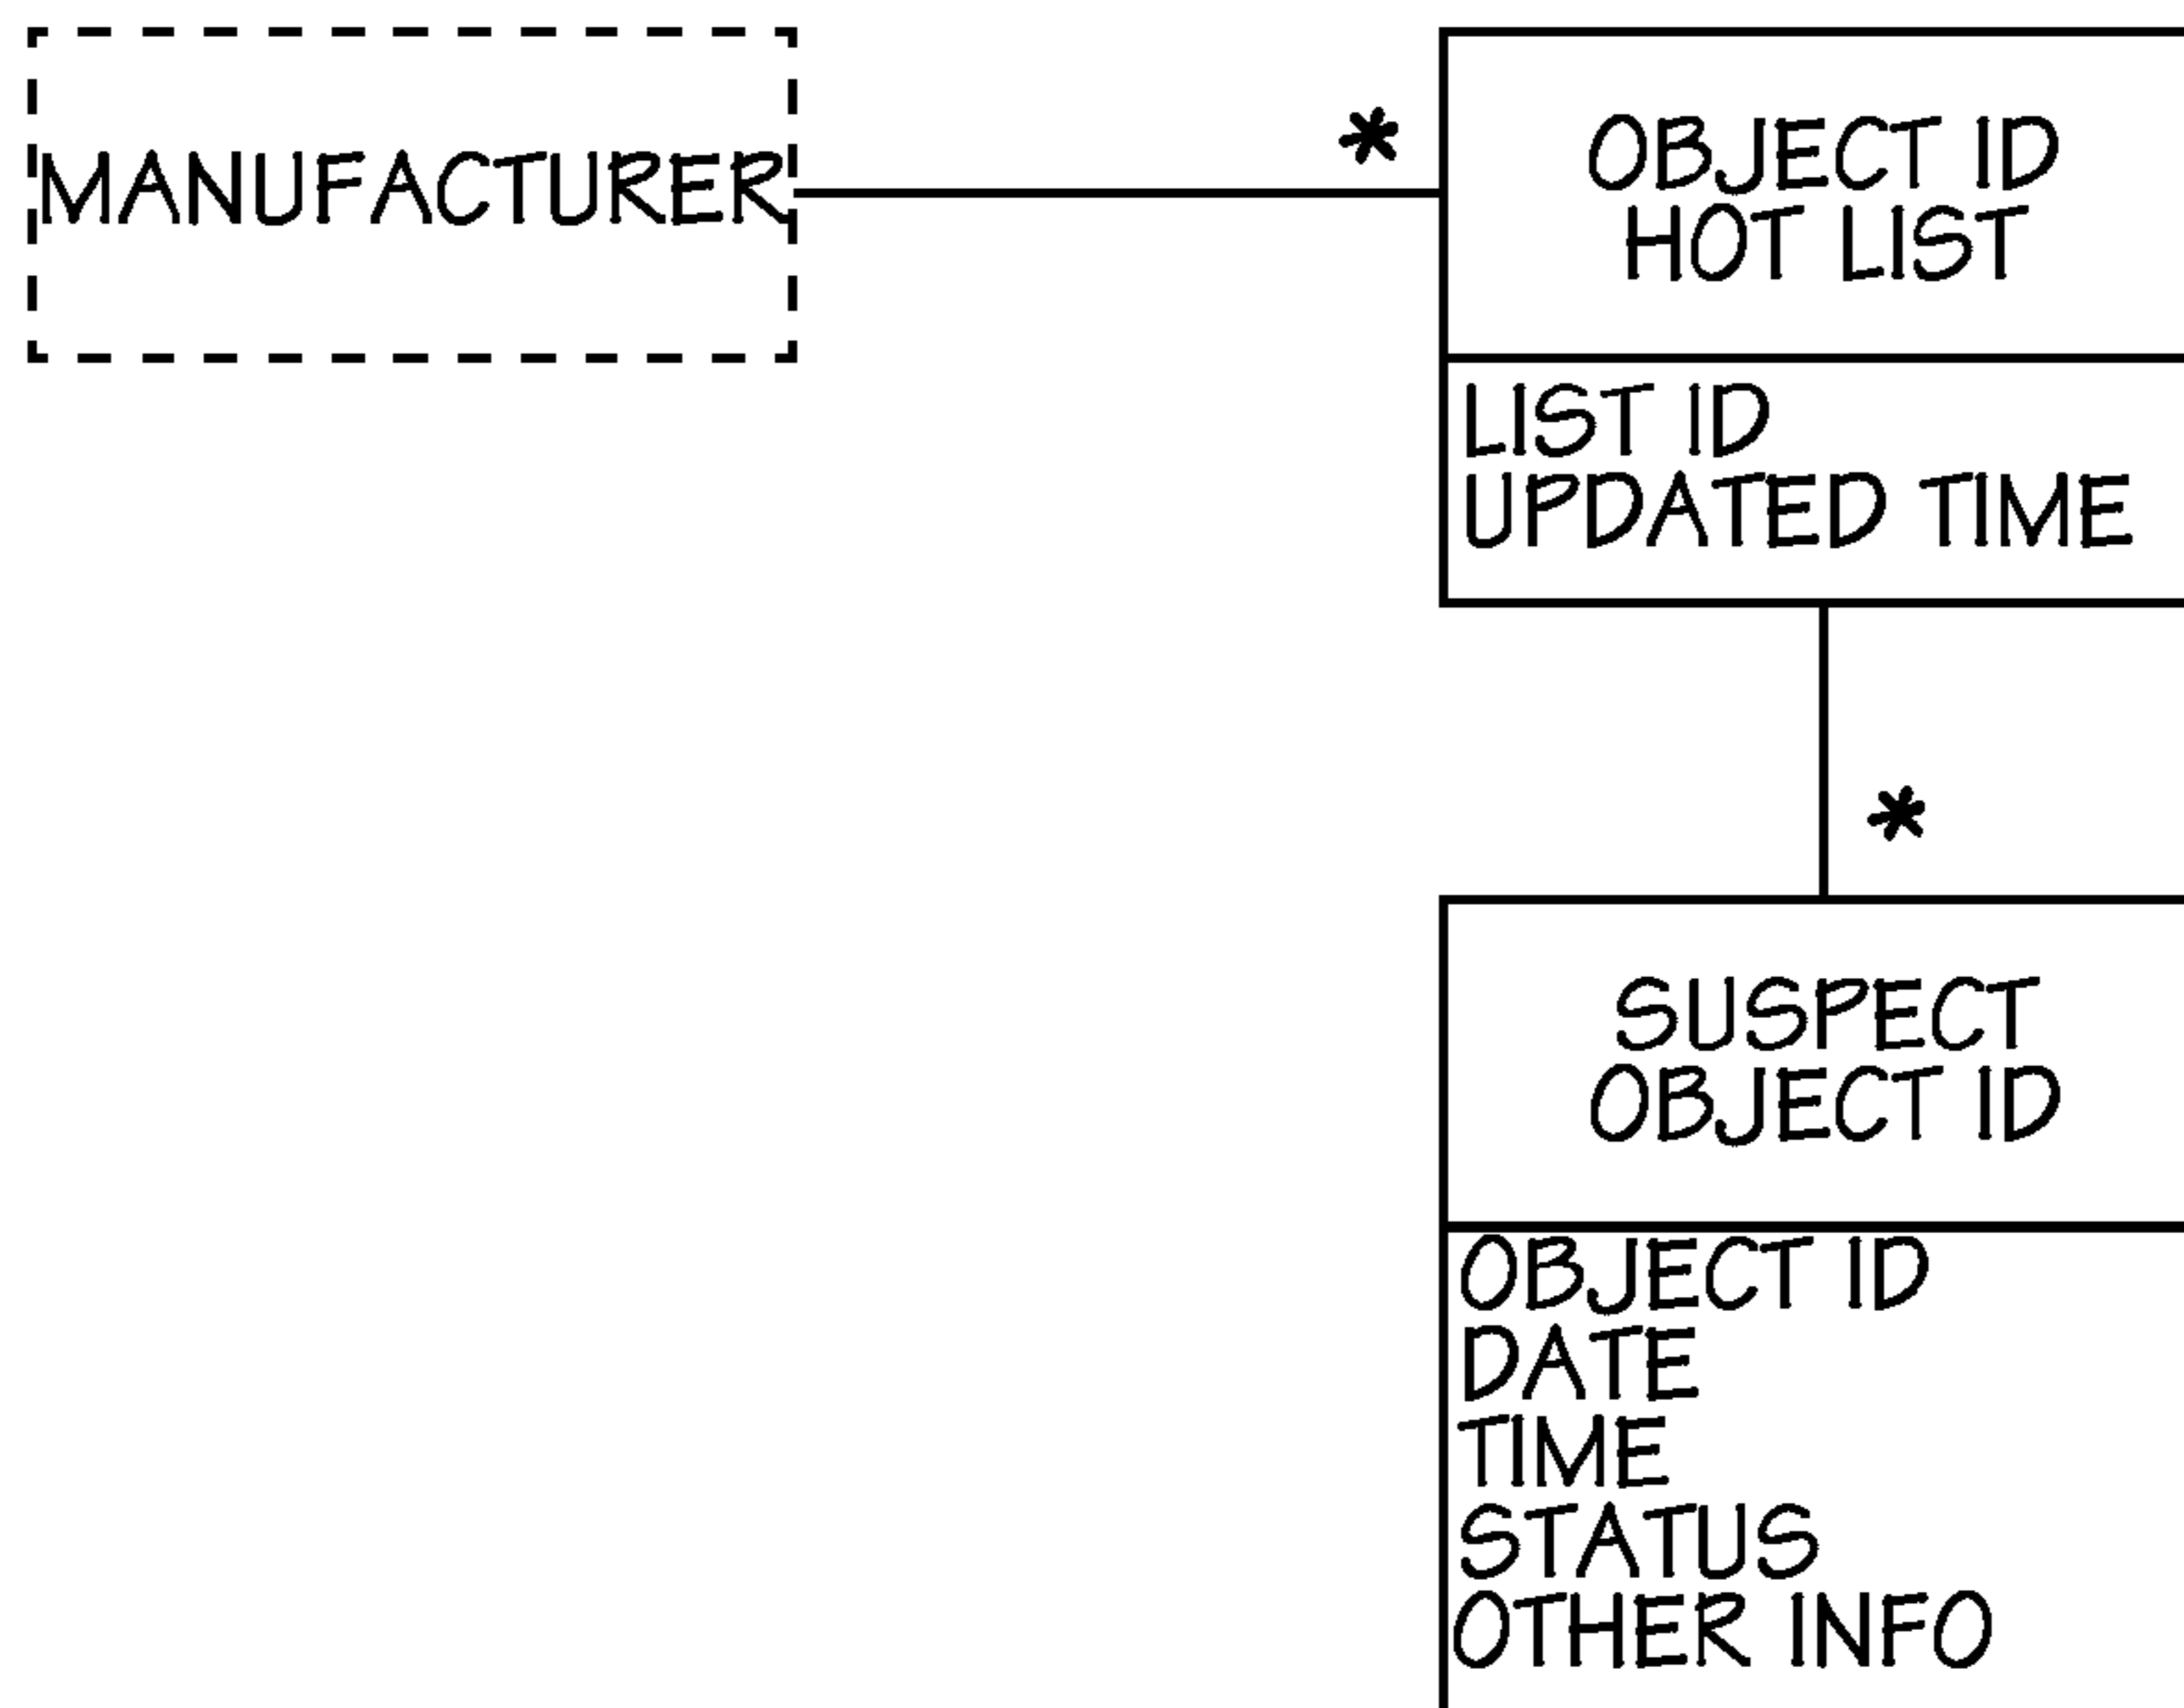 MANUFACTURER
*
OBJECT ID
HOT LIST
LIST ID
UPDATED TIME
*
SUSPECT
OBJECT ID
OBJECT ID
DATE
TIME
STATUS
OTHER INFO